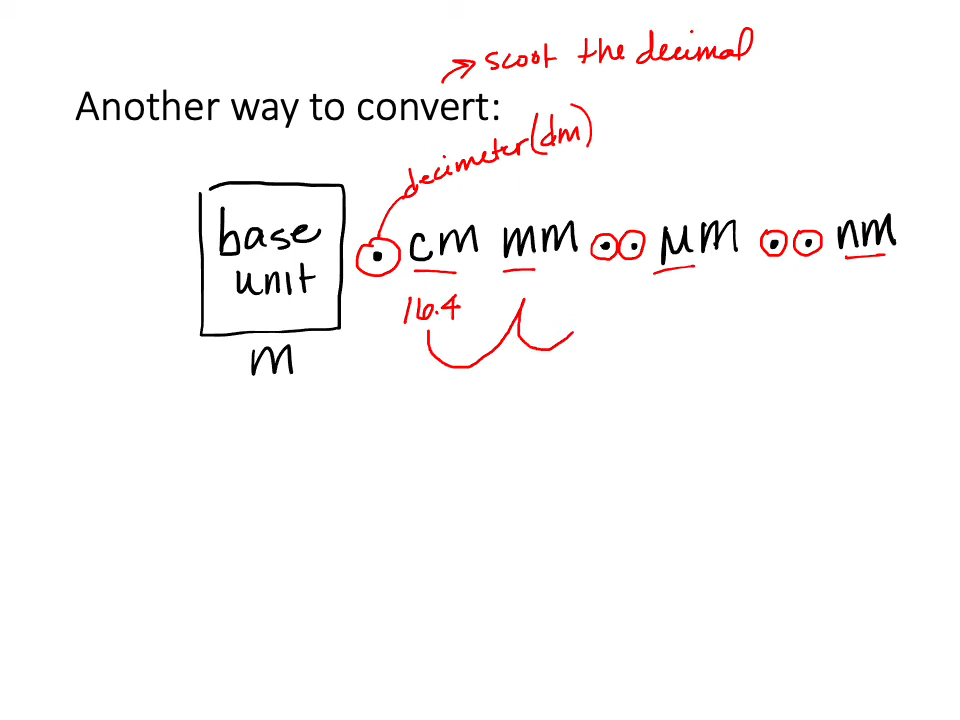 scoot the decimal
Another way to convert:
decimeter (dm)
base unit • cm mm • • µm • • nm
16.4
m